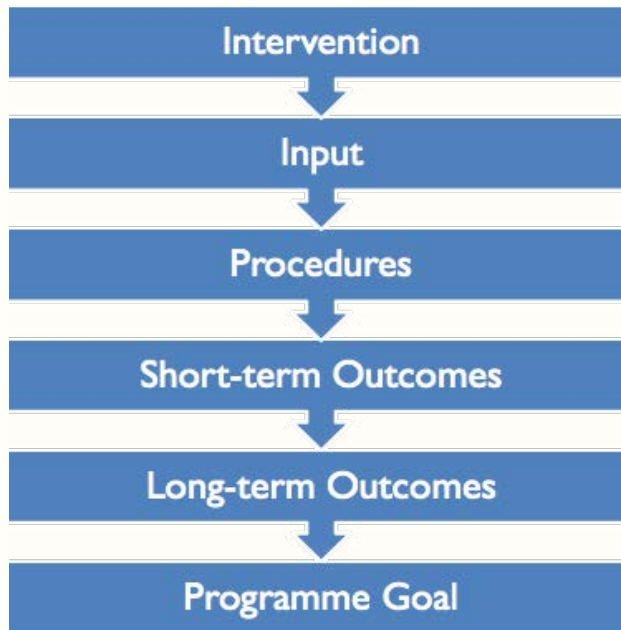 Intervention
Input
Procedures
Short-term Outcomes
Long-term Outcomes
Programme Goal